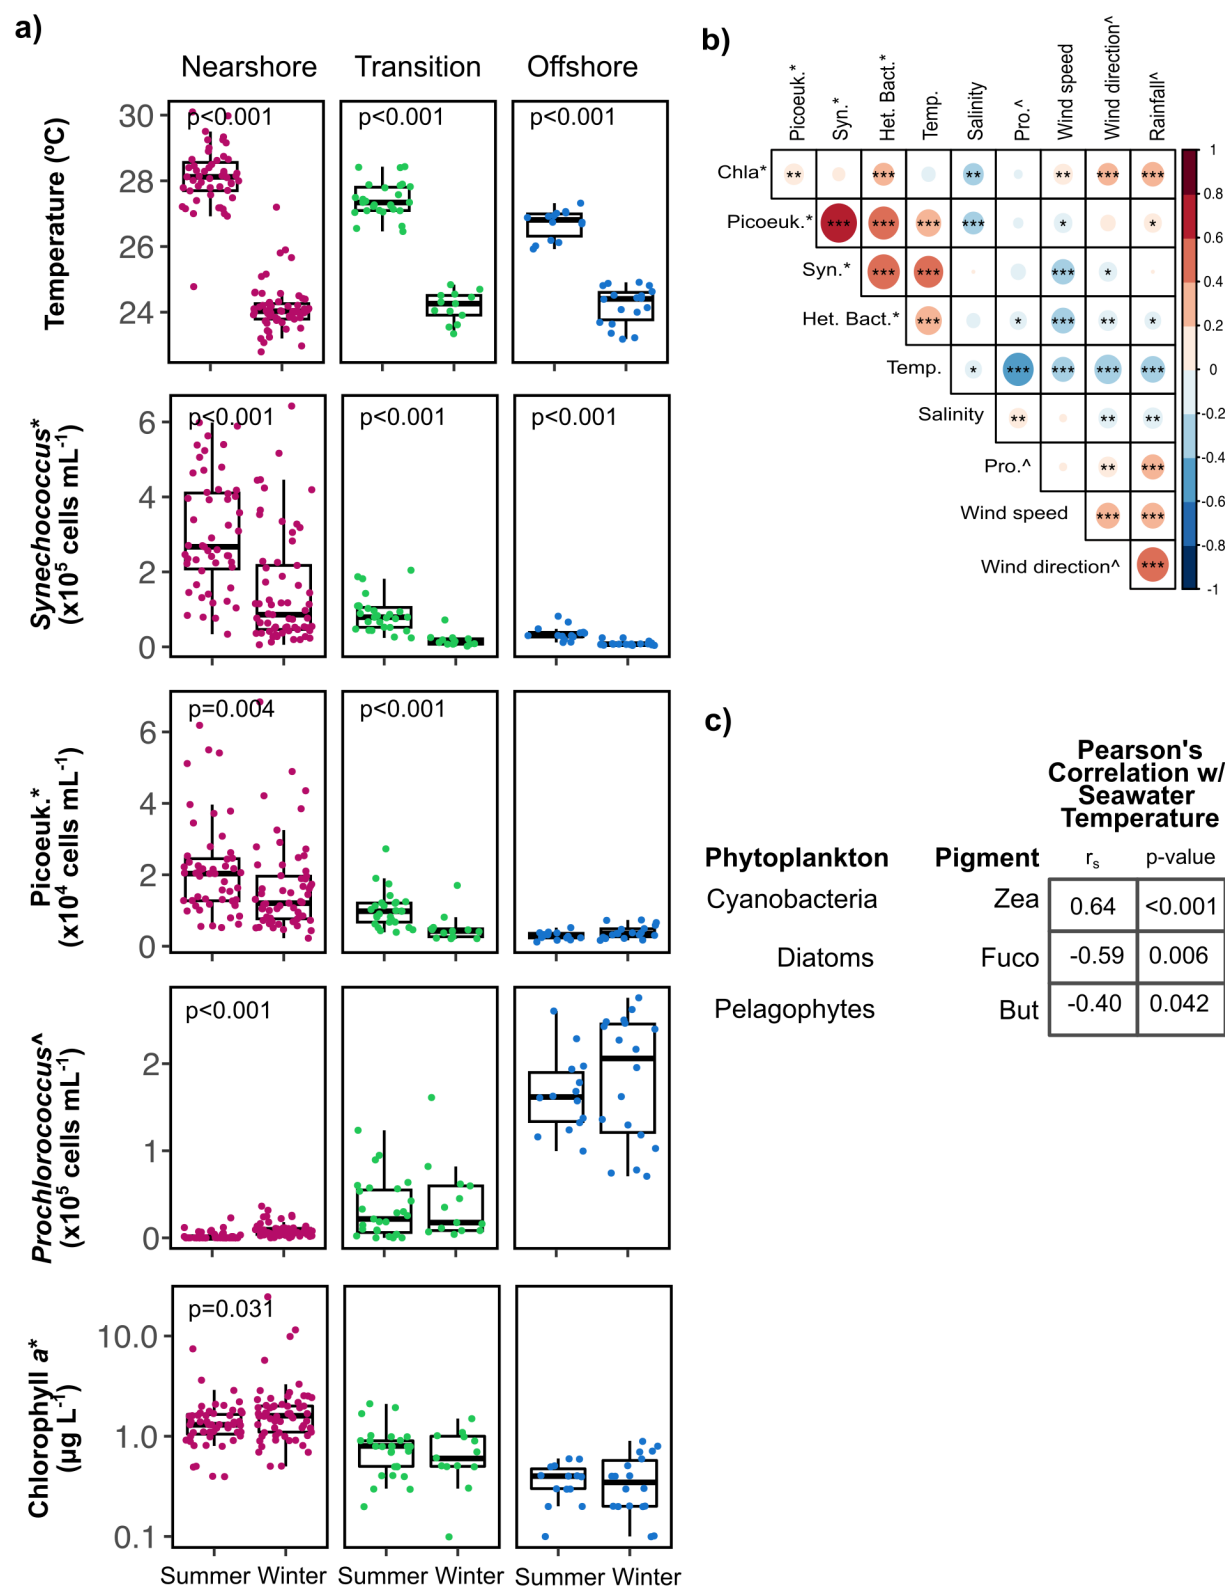 a)
Nearshore Transition Offshore
Temperature (ºC)
30
28
26
24
p<0.001
p<0.001
p<0.001
Synechococcus*
(x10⁵ cells mL⁻¹)
6
4
2
0
p<0.001
p<0.001
p<0.001
Picoeuk.*
(x10⁴ cells mL⁻¹)
6
4
2
0
p=0.004
p<0.001
Prochlorococcus^
(x10⁵ cells mL⁻¹)
2
1
0
p<0.001
Chlorophyll a*
(µg L⁻¹)
10.0
1.0
0.1
p=0.031
Summer Winter Summer Winter Summer Winter
b)
Picoeuk.*
Syn.*
Het. Bact.*
Temp.
Salinity
Pro.^
Wind speed
Wind direction^
Rainfall^
Chla* ** *** ** ** *** ***
Picoeuk.* *** *** *** *** * *
Syn.* *** *** *** *
Het. Bact.* *** * *** ** *
Temp. * *** *** *** ***
Salinity ** ** **
Pro.^ ** ***
Wind speed *** ***
Wind direction^ ***
1
0.8
0.6
0.4
0.2
0
-0.2
-0.4
-0.6
-0.8
-1
c)
Pearson's
Correlation w/
Seawater
Temperature
Phytoplankton Pigment rₛ p-value
Cyanobacteria Zea 0.64 <0.001
Diatoms Fuco -0.59 0.006
Pelagophytes But -0.40 0.042